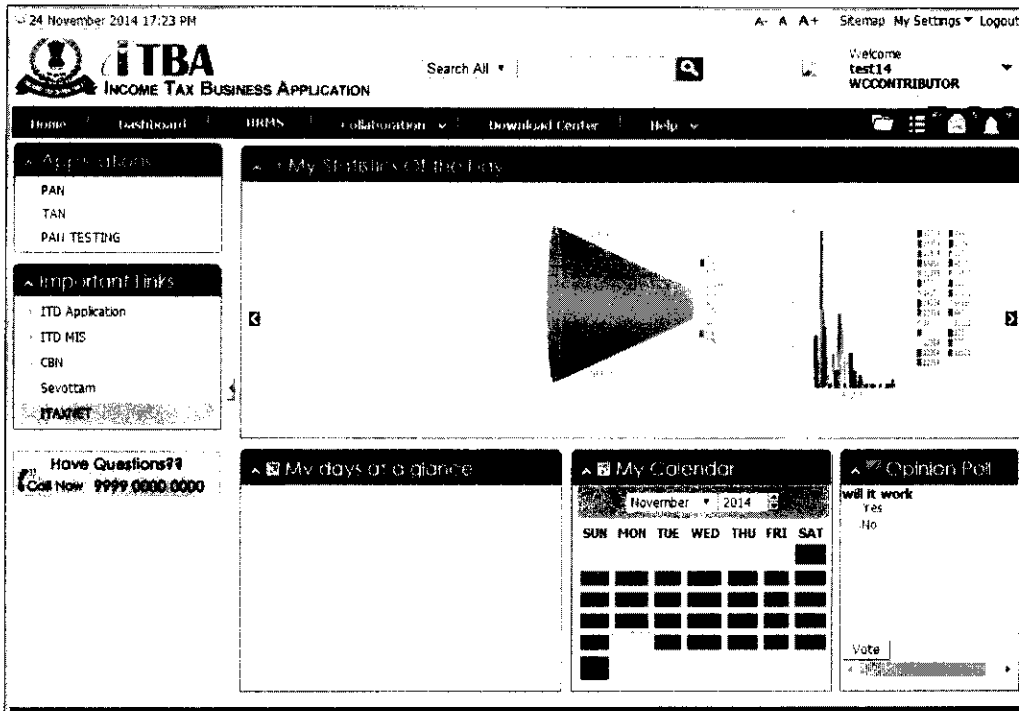 24 November 2014 17:23 PM
A- A A+ Sitemap My Settings Logout
iTBA
INCOME TAX BUSINESS APPLICATION
Search All
Welcome
test14
WCCONTRIBUTOR
Home Dashboard HRMS Collaboration Download Center Help
Applications
PAN
TAN
PAN TESTING
Important Links
ITD Application
ITD MIS
CBN
Sevottam
ITAXNET
Have Questions??
Call Now 9999 0000 0000
My Statistics Of the Day
My days at a glance
My Calendar
November 2014
SUN MON TUE WED THU FRI SAT
Opinion Poll
will it work
Yes
No
Vote